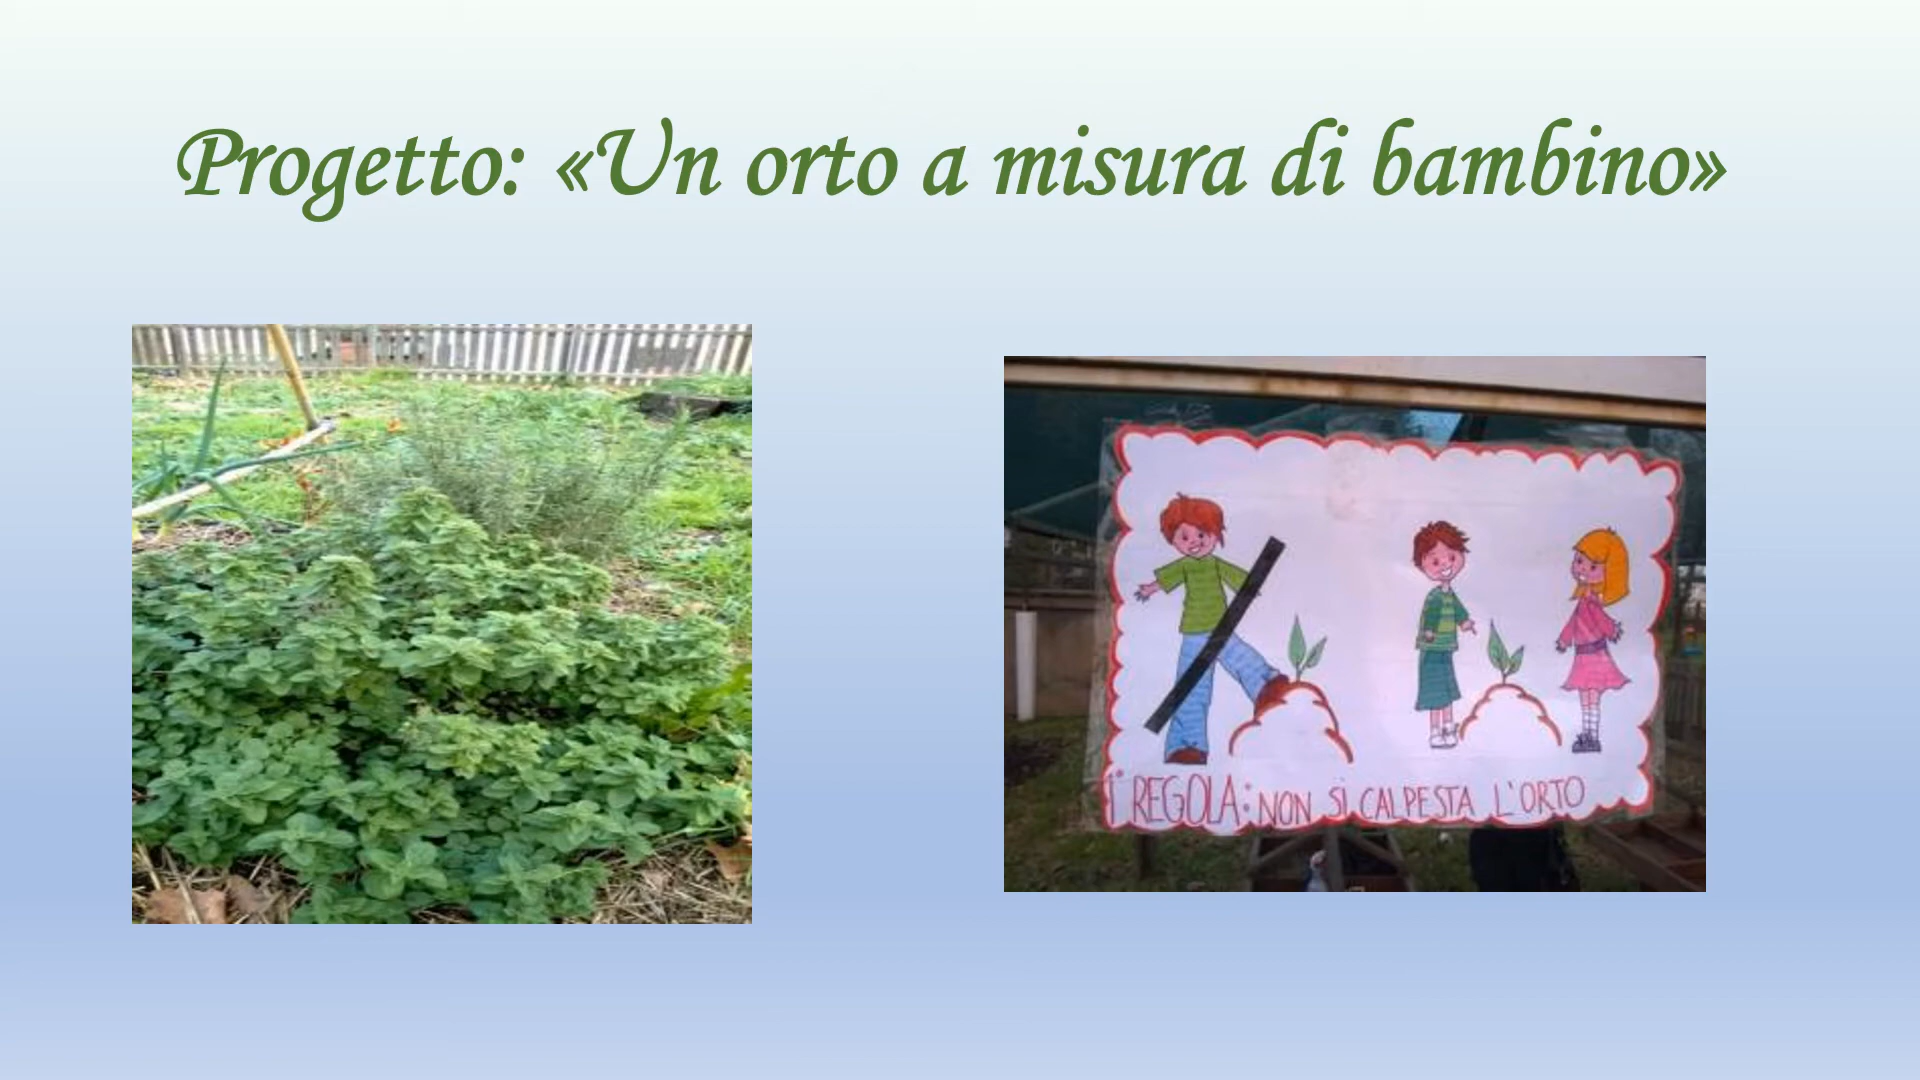 Progetto: «Un orto a misura di bambino»
1° REGOLA: NON SI CALPESTA L'ORTO